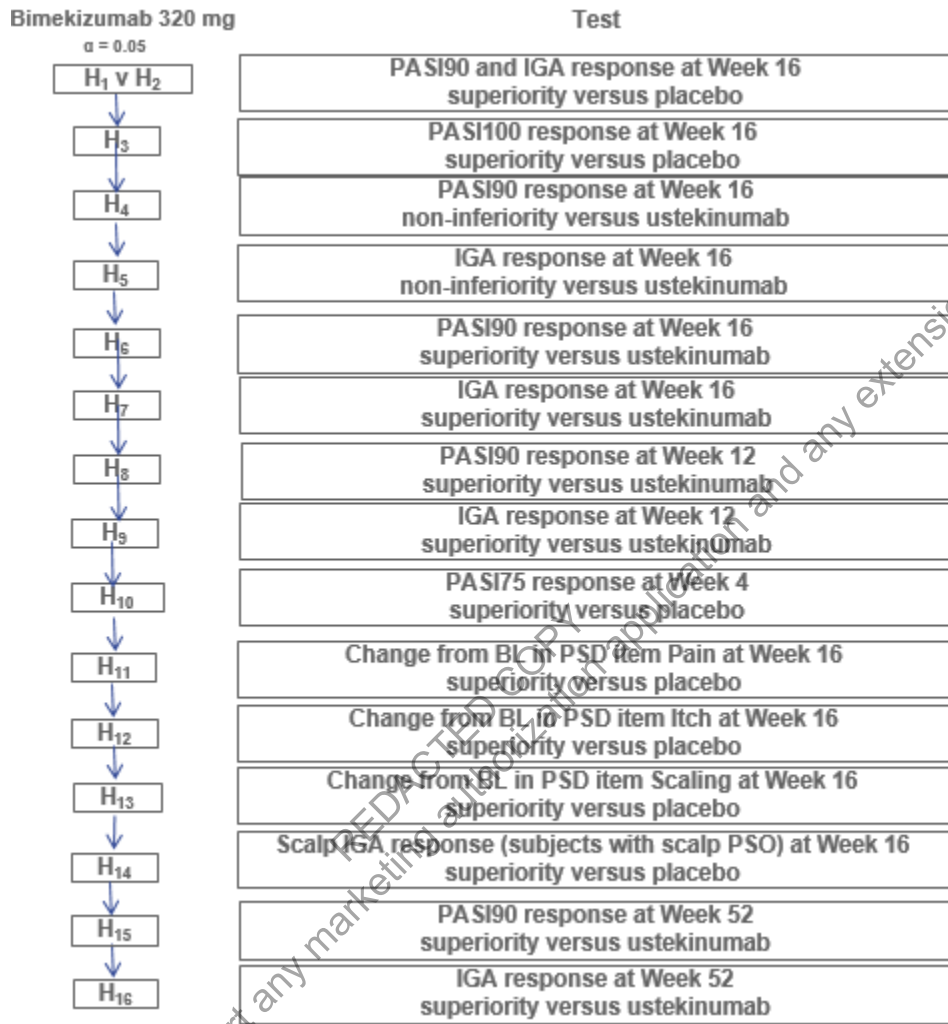 Bimekizumab 320 mg
Test
α = 0.05
H₁ v H₂
PASI90 and IGA response at Week 16
superiority versus placebo
H₃
PASI100 response at Week 16
superiority versus placebo
H₄
PASI90 response at Week 16
non-inferiority versus ustekinumab
H₅
IGA response at Week 16
non-inferiority versus ustekinumab
H₆
PASI90 response at Week 16
superiority versus ustekinumab
H₇
IGA response at Week 16
superiority versus ustekinumab
H₈
PASI90 response at Week 12
superiority versus ustekinumab
H₉
IGA response at Week 12
superiority versus ustekinumab
H₁₀
PASI75 response at Week 4
superiority versus placebo
H₁₁
Change from BL in PSD item Pain at Week 16
superiority versus placebo
H₁₂
Change from BL in PSD item Itch at Week 16
superiority versus placebo
H₁₃
Change from BL in PSD item Scaling at Week 16
superiority versus placebo
H₁₄
Scalp IGA response (subjects with scalp PSO) at Week 16
superiority versus placebo
H₁₅
PASI90 response at Week 52
superiority versus ustekinumab
H₁₆
IGA response at Week 52
superiority versus ustekinumab
REDACTED COPY
any marketing authorization application and any